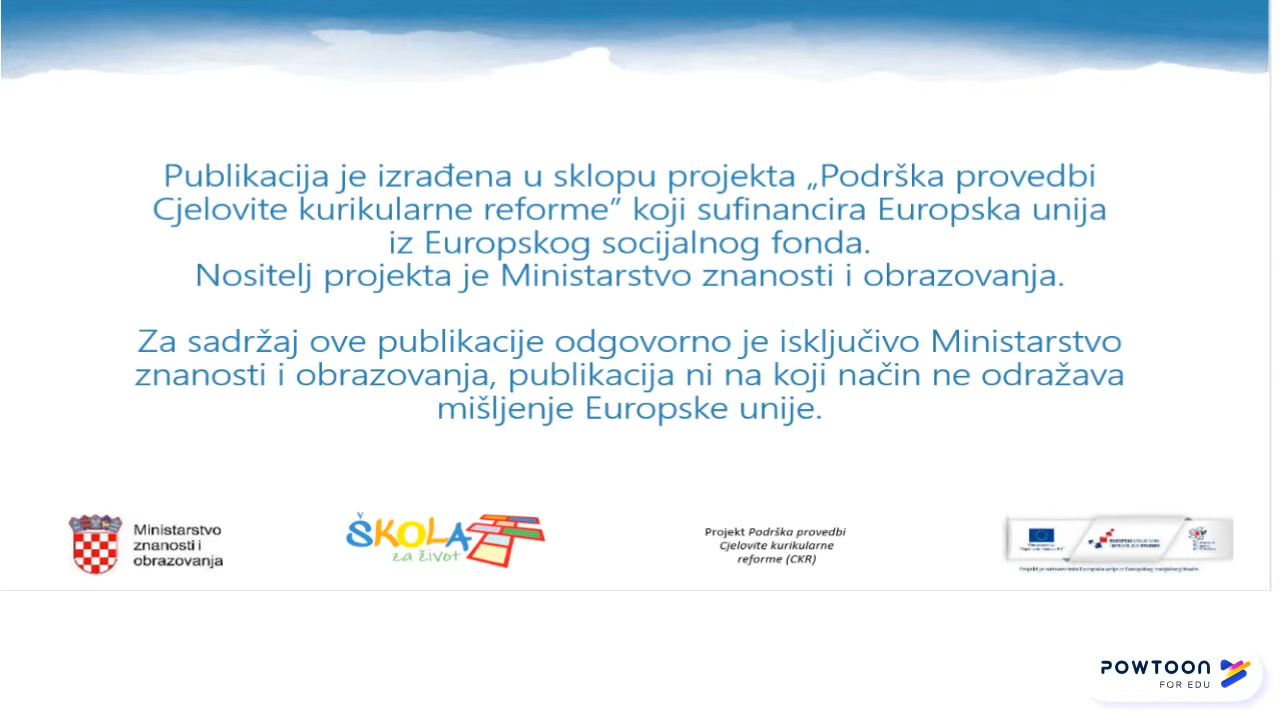 Publikacija je izrađena u sklopu projekta „Podrška provedbi
Cjelovite kurikularne reforme” koji sufinancira Europska unija
iz Europskog socijalnog fonda.
Nositelj projekta je Ministarstvo znanosti i obrazovanja.
Za sadržaj ove publikacije odgovorno je isključivo Ministarstvo
znanosti i obrazovanja, publikacija ni na koji način ne odražava
mišljenje Europske unije.
Ministarstvo
znanosti i
obrazovanja
ŠKOLA
za život
Projekt Podrška provedbi
Cjelovite kurikularne
reforme (CKR)
POWTOON
FOR EDU